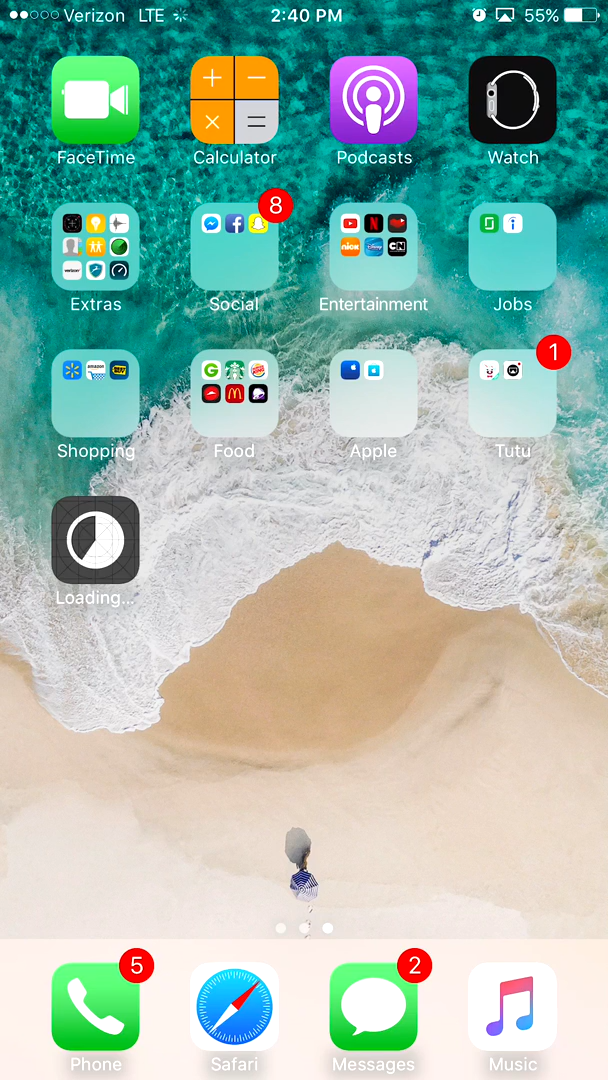 Verizon LTE 2:40 PM 55%
FaceTime Calculator Podcasts Watch
8
Extras Social Entertainment Jobs
1
Shopping Food Apple Tutu
Loading...
5 2
Phone Safari Messages Music